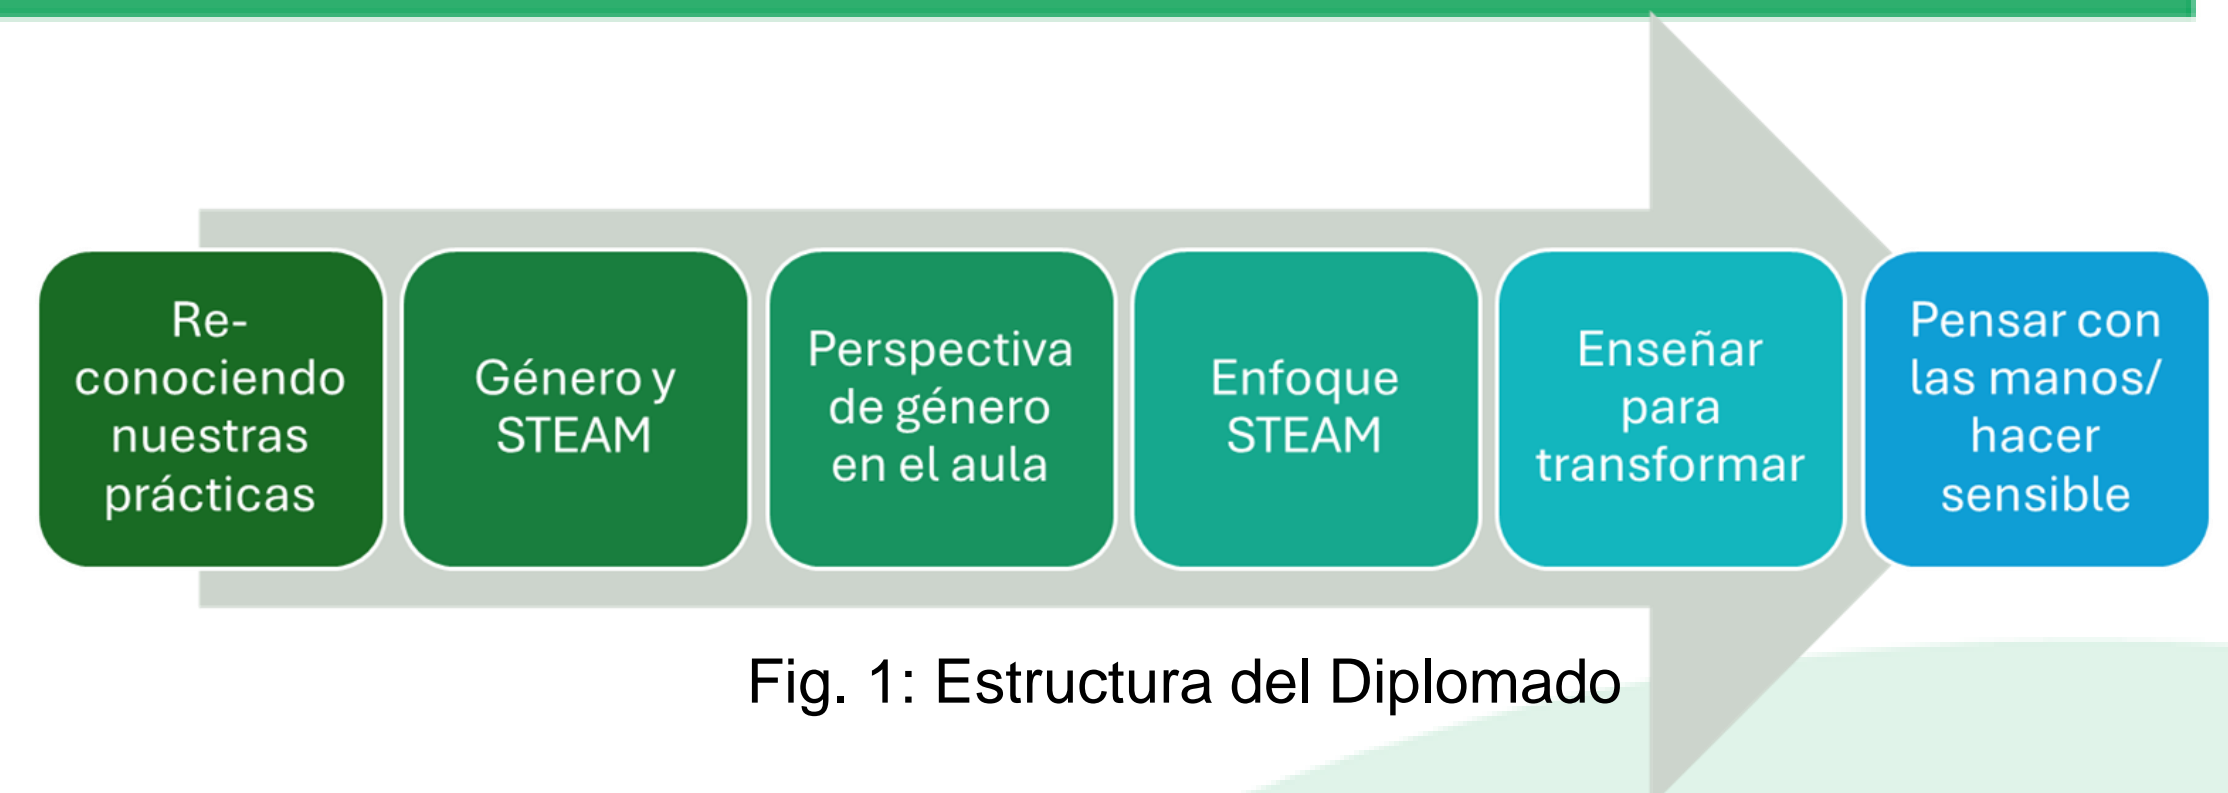 Re-
conociendo
nuestras
prácticas
Género y
STEAM
Perspectiva
de género
en el aula
Enfoque
STEAM
Enseñar
para
transformar
Pensar con
las manos/
hacer
sensible
Fig. 1: Estructura del Diplomado